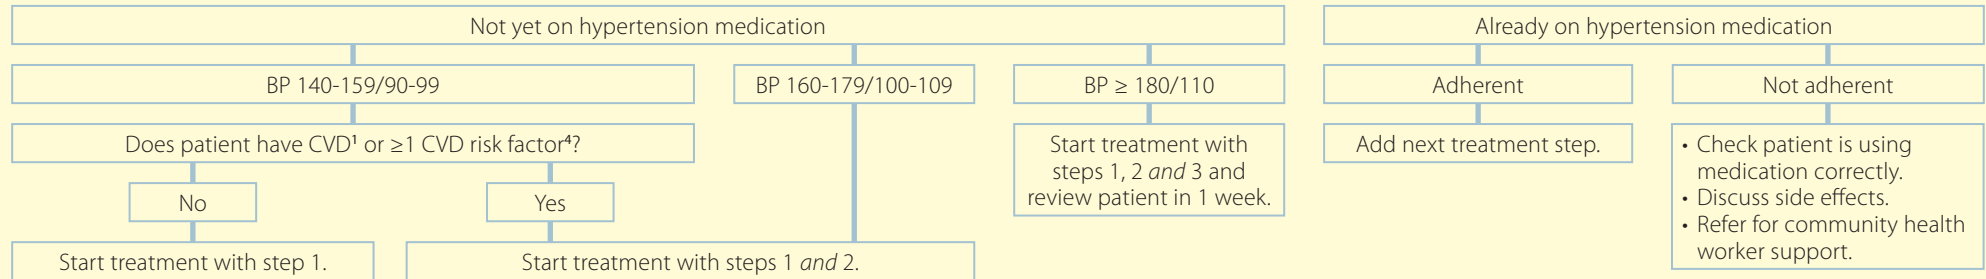 Not yet on hypertension medication
BP 140-159/90-99
Does patient have CVD¹ or ≥1 CVD risk factor⁴?
No
Start treatment with step 1.
Yes
BP 160-179/100-109
Start treatment with steps 1 and 2.
BP ≥ 180/110
Start treatment with
steps 1, 2 and 3 and
review patient in 1 week.
Already on hypertension medication
Adherent
Add next treatment step.
Not adherent
• Check patient is using
medication correctly.
• Discuss side effects.
• Refer for community health
worker support.